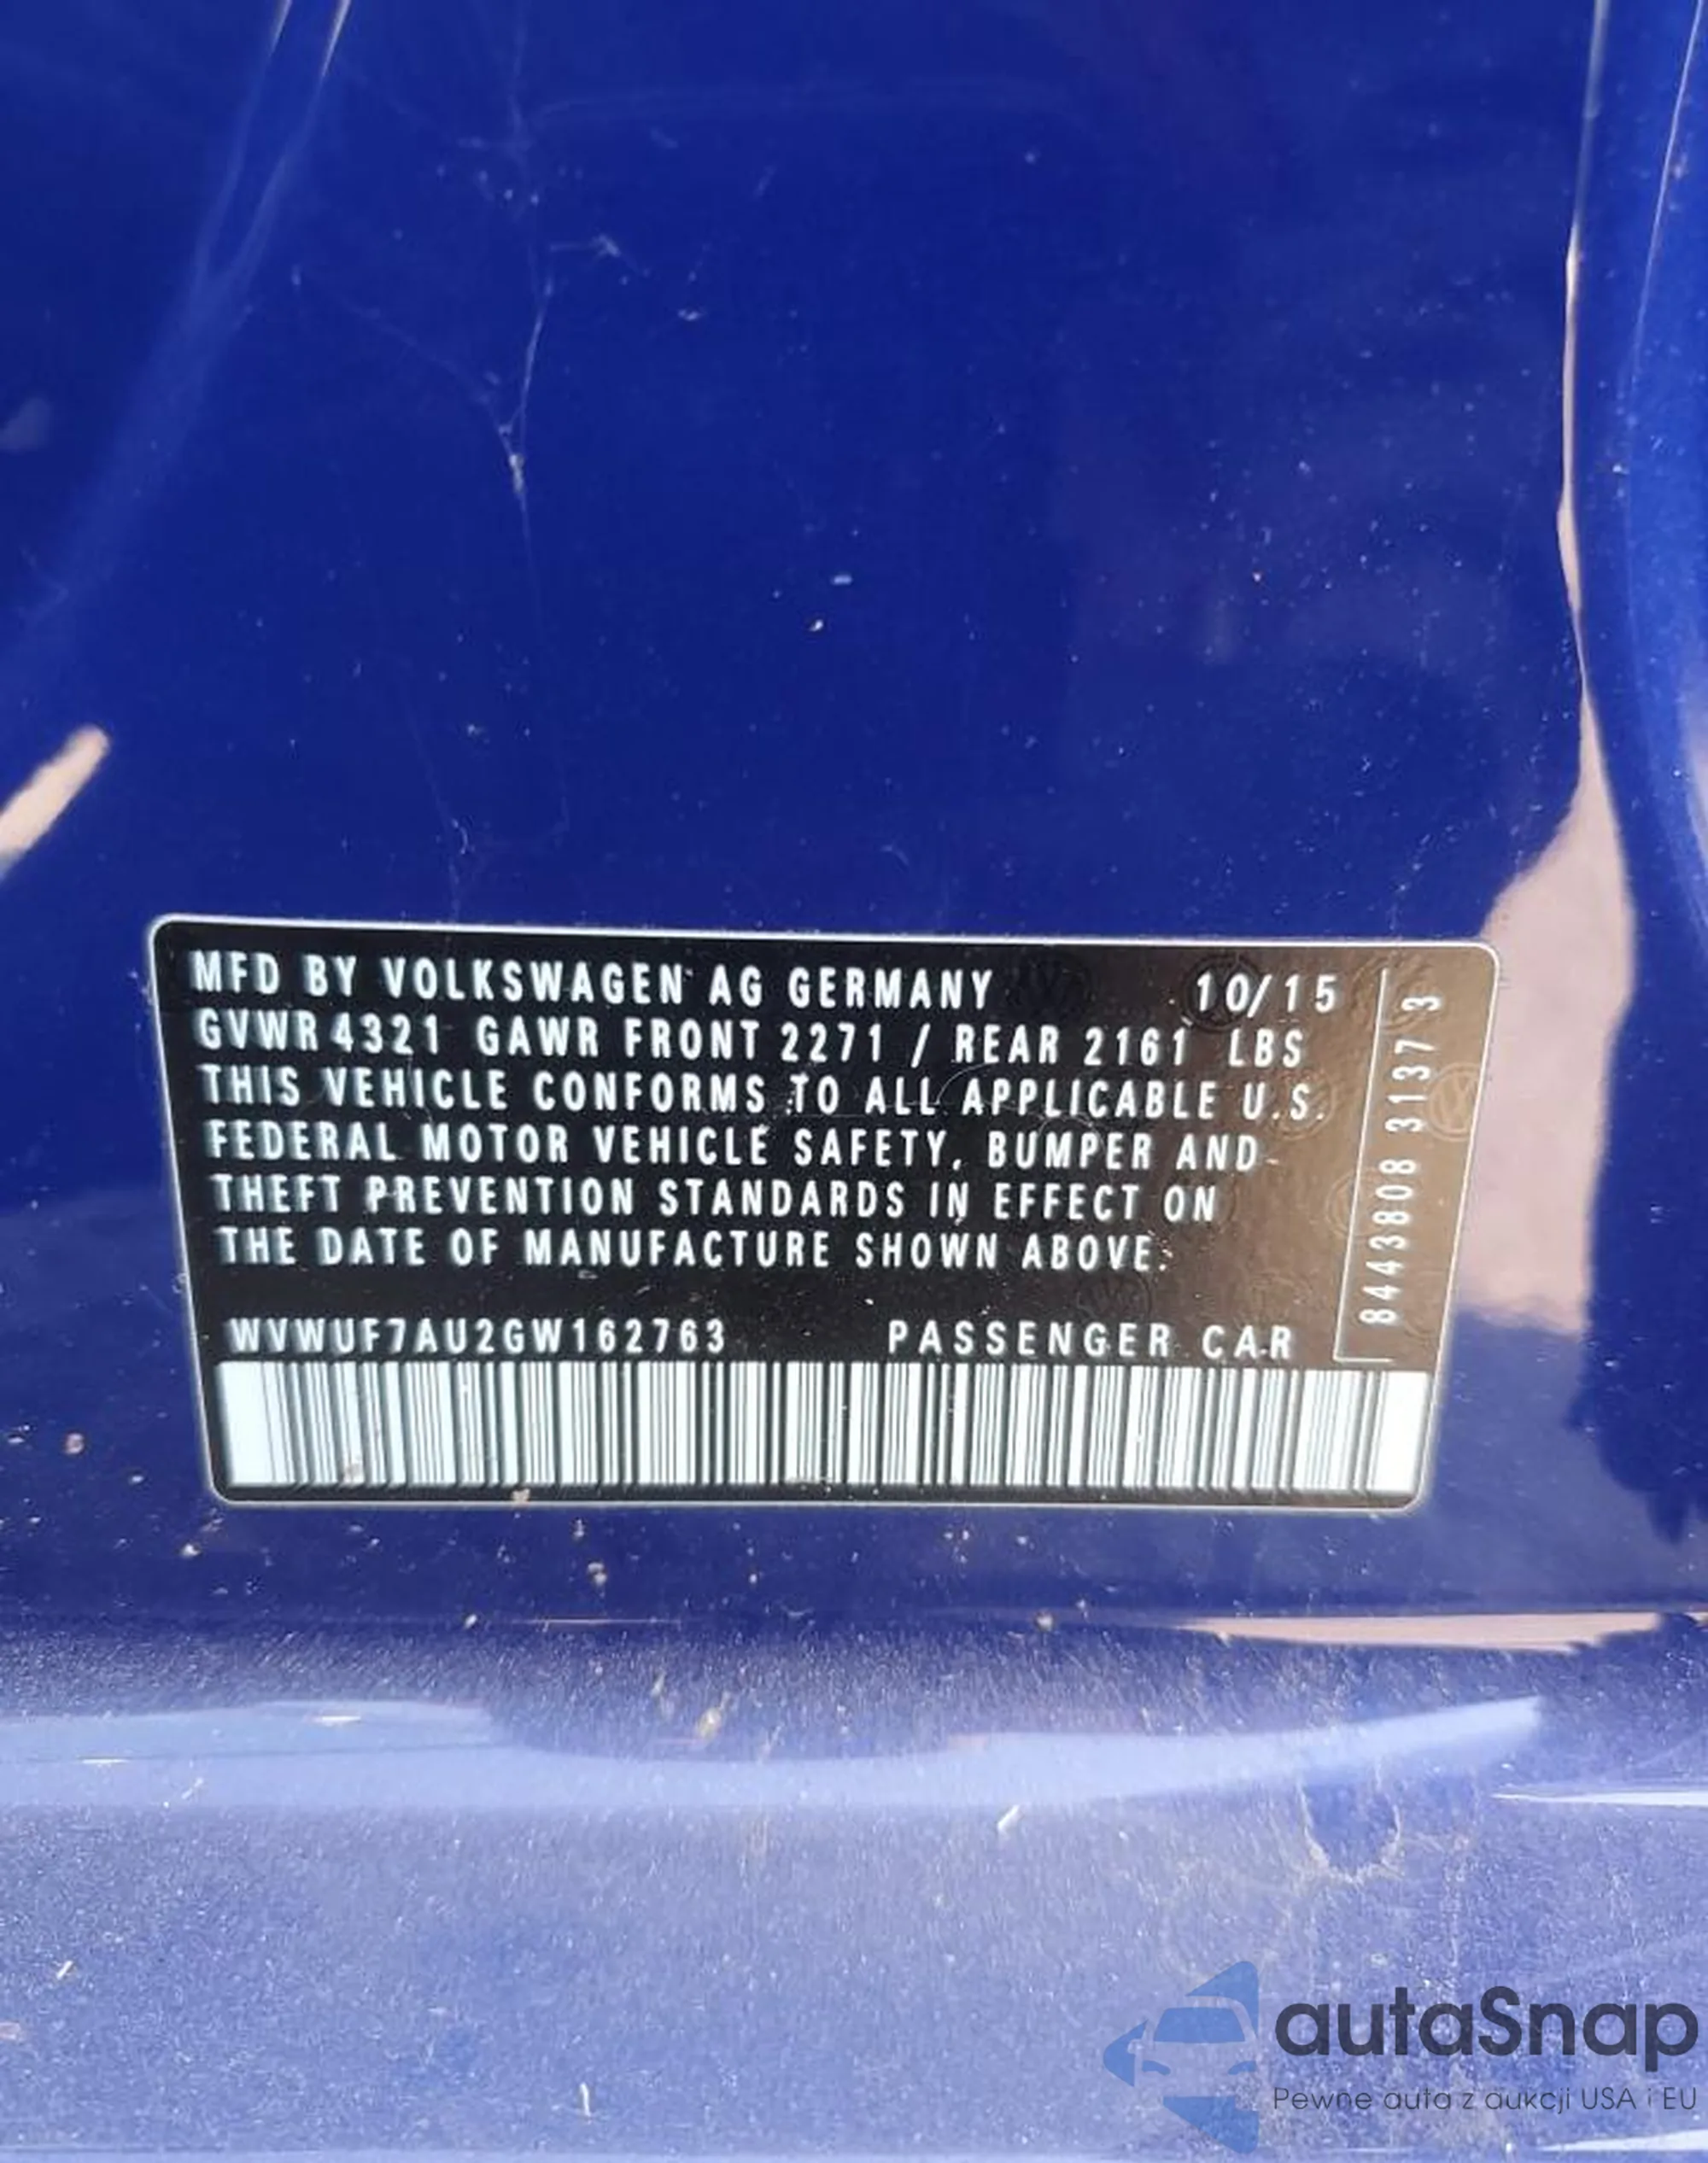 MFD BY VOLKSWAGEN AG GERMANY 10/15
GVWR 4321 GAWR FRONT 2271 / REAR 2161 LBS
THIS VEHICLE CONFORMS TO ALL APPLICABLE U.S.
FEDERAL MOTOR VEHICLE SAFETY, BUMPER AND
THEFT PREVENTION STANDARDS IN EFFECT ON
THE DATE OF MANUFACTURE SHOWN ABOVE.
WVWUF7AU2GW162763 PASSENGER CAR
8443808 3137 3
autaSnap
Pewne auta z aukcji USA i EU